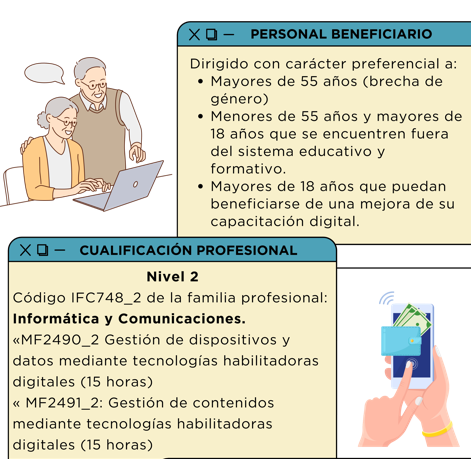 PERSONAL BENEFICIARIO
Dirigido con carácter preferencial a:
• Mayores de 55 años (brecha de
género)
• Menores de 55 años y mayores de
18 años que se encuentren fuera
del sistema educativo y
formativo.
• Mayores de 18 años que puedan
beneficiarse de una mejora de su
capacitación digital.
CUALIFICACIÓN PROFESIONAL
Nivel 2
Código IFC748_2 de la familia profesional:
Informática y Comunicaciones.
«MF2490_2 Gestión de dispositivos y
datos mediante tecnologías habilitadoras
digitales (15 horas)
« MF2491_2: Gestión de contenidos
mediante tecnologías habilitadoras
digitales (15 horas)